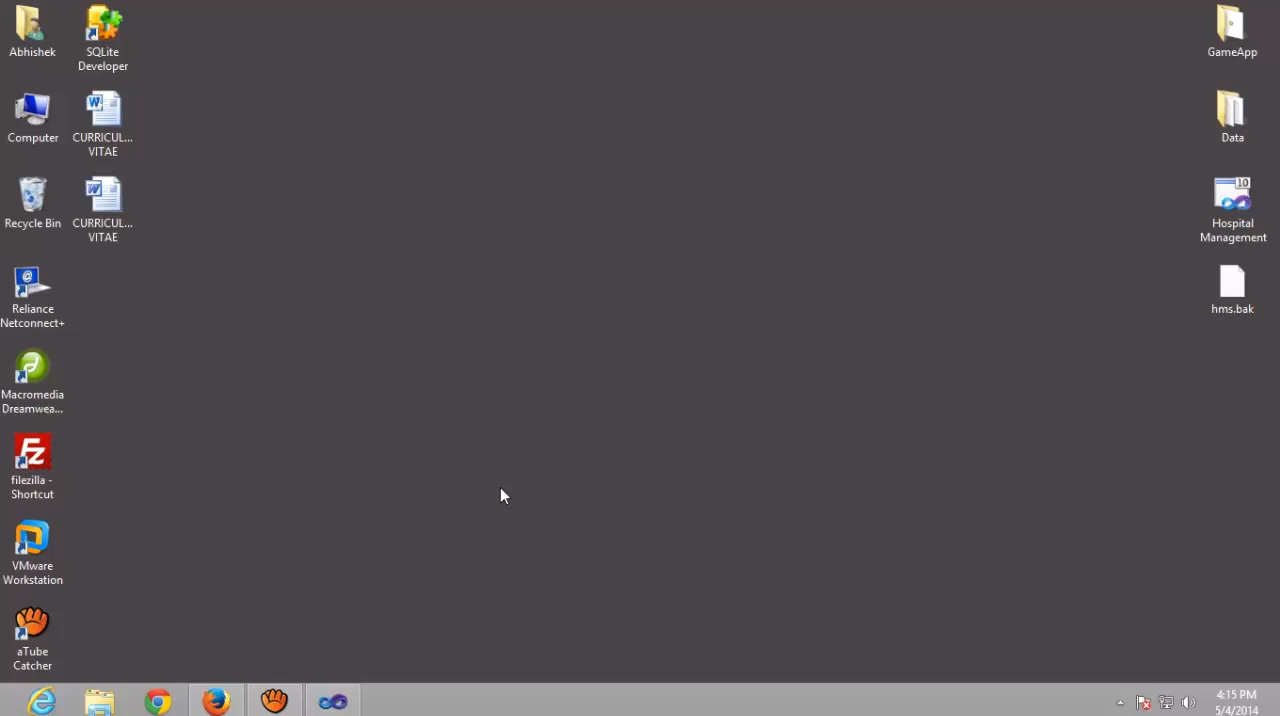 Abhishek
SQLite
Developer
GameApp
Computer
CURRICUL...
VITAE
Data
10
Recycle Bin
CURRICUL...
VITAE
Hospital
Management
Reliance
Netconnect+
hms.bak
Macromedia
Dreamwea...
filezilla -
Shortcut
VMware
Workstation
aTube
Catcher
4:15 PM
5/4/2014